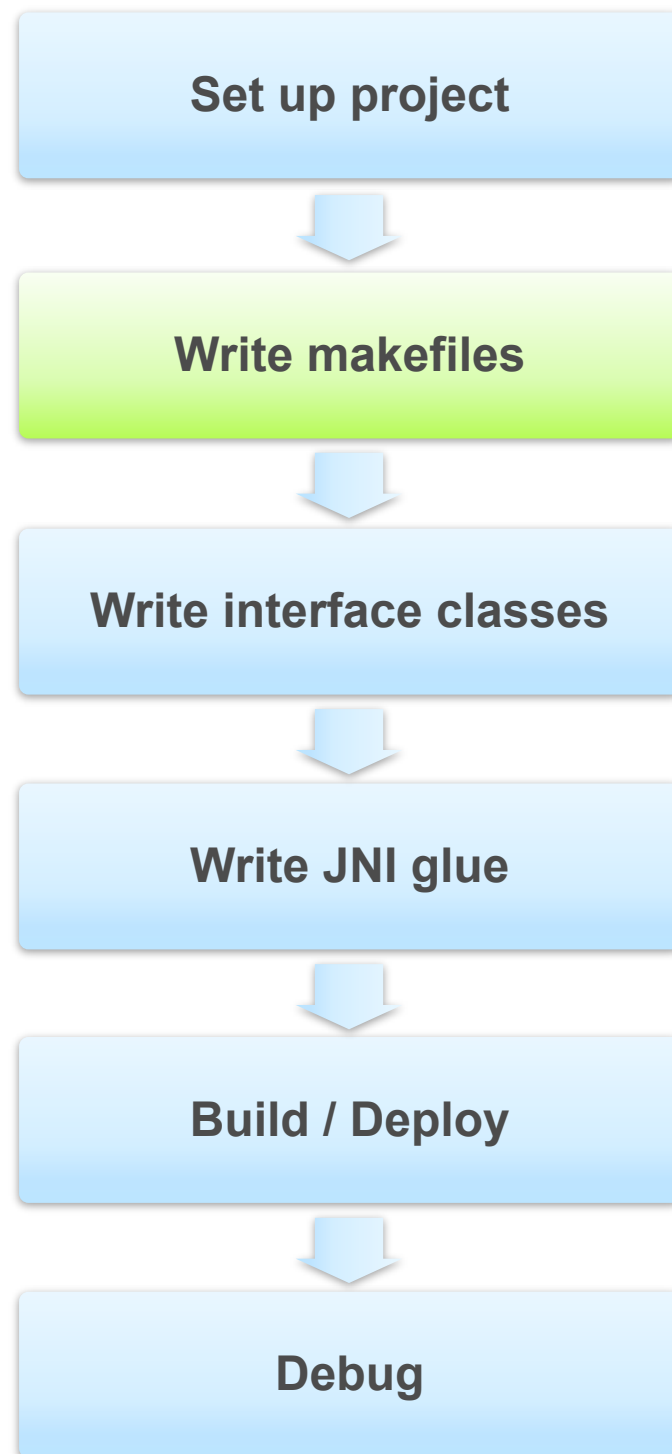 Set up project
Write makefiles
Write interface classes
Write JNI glue
Build / Deploy
Debug